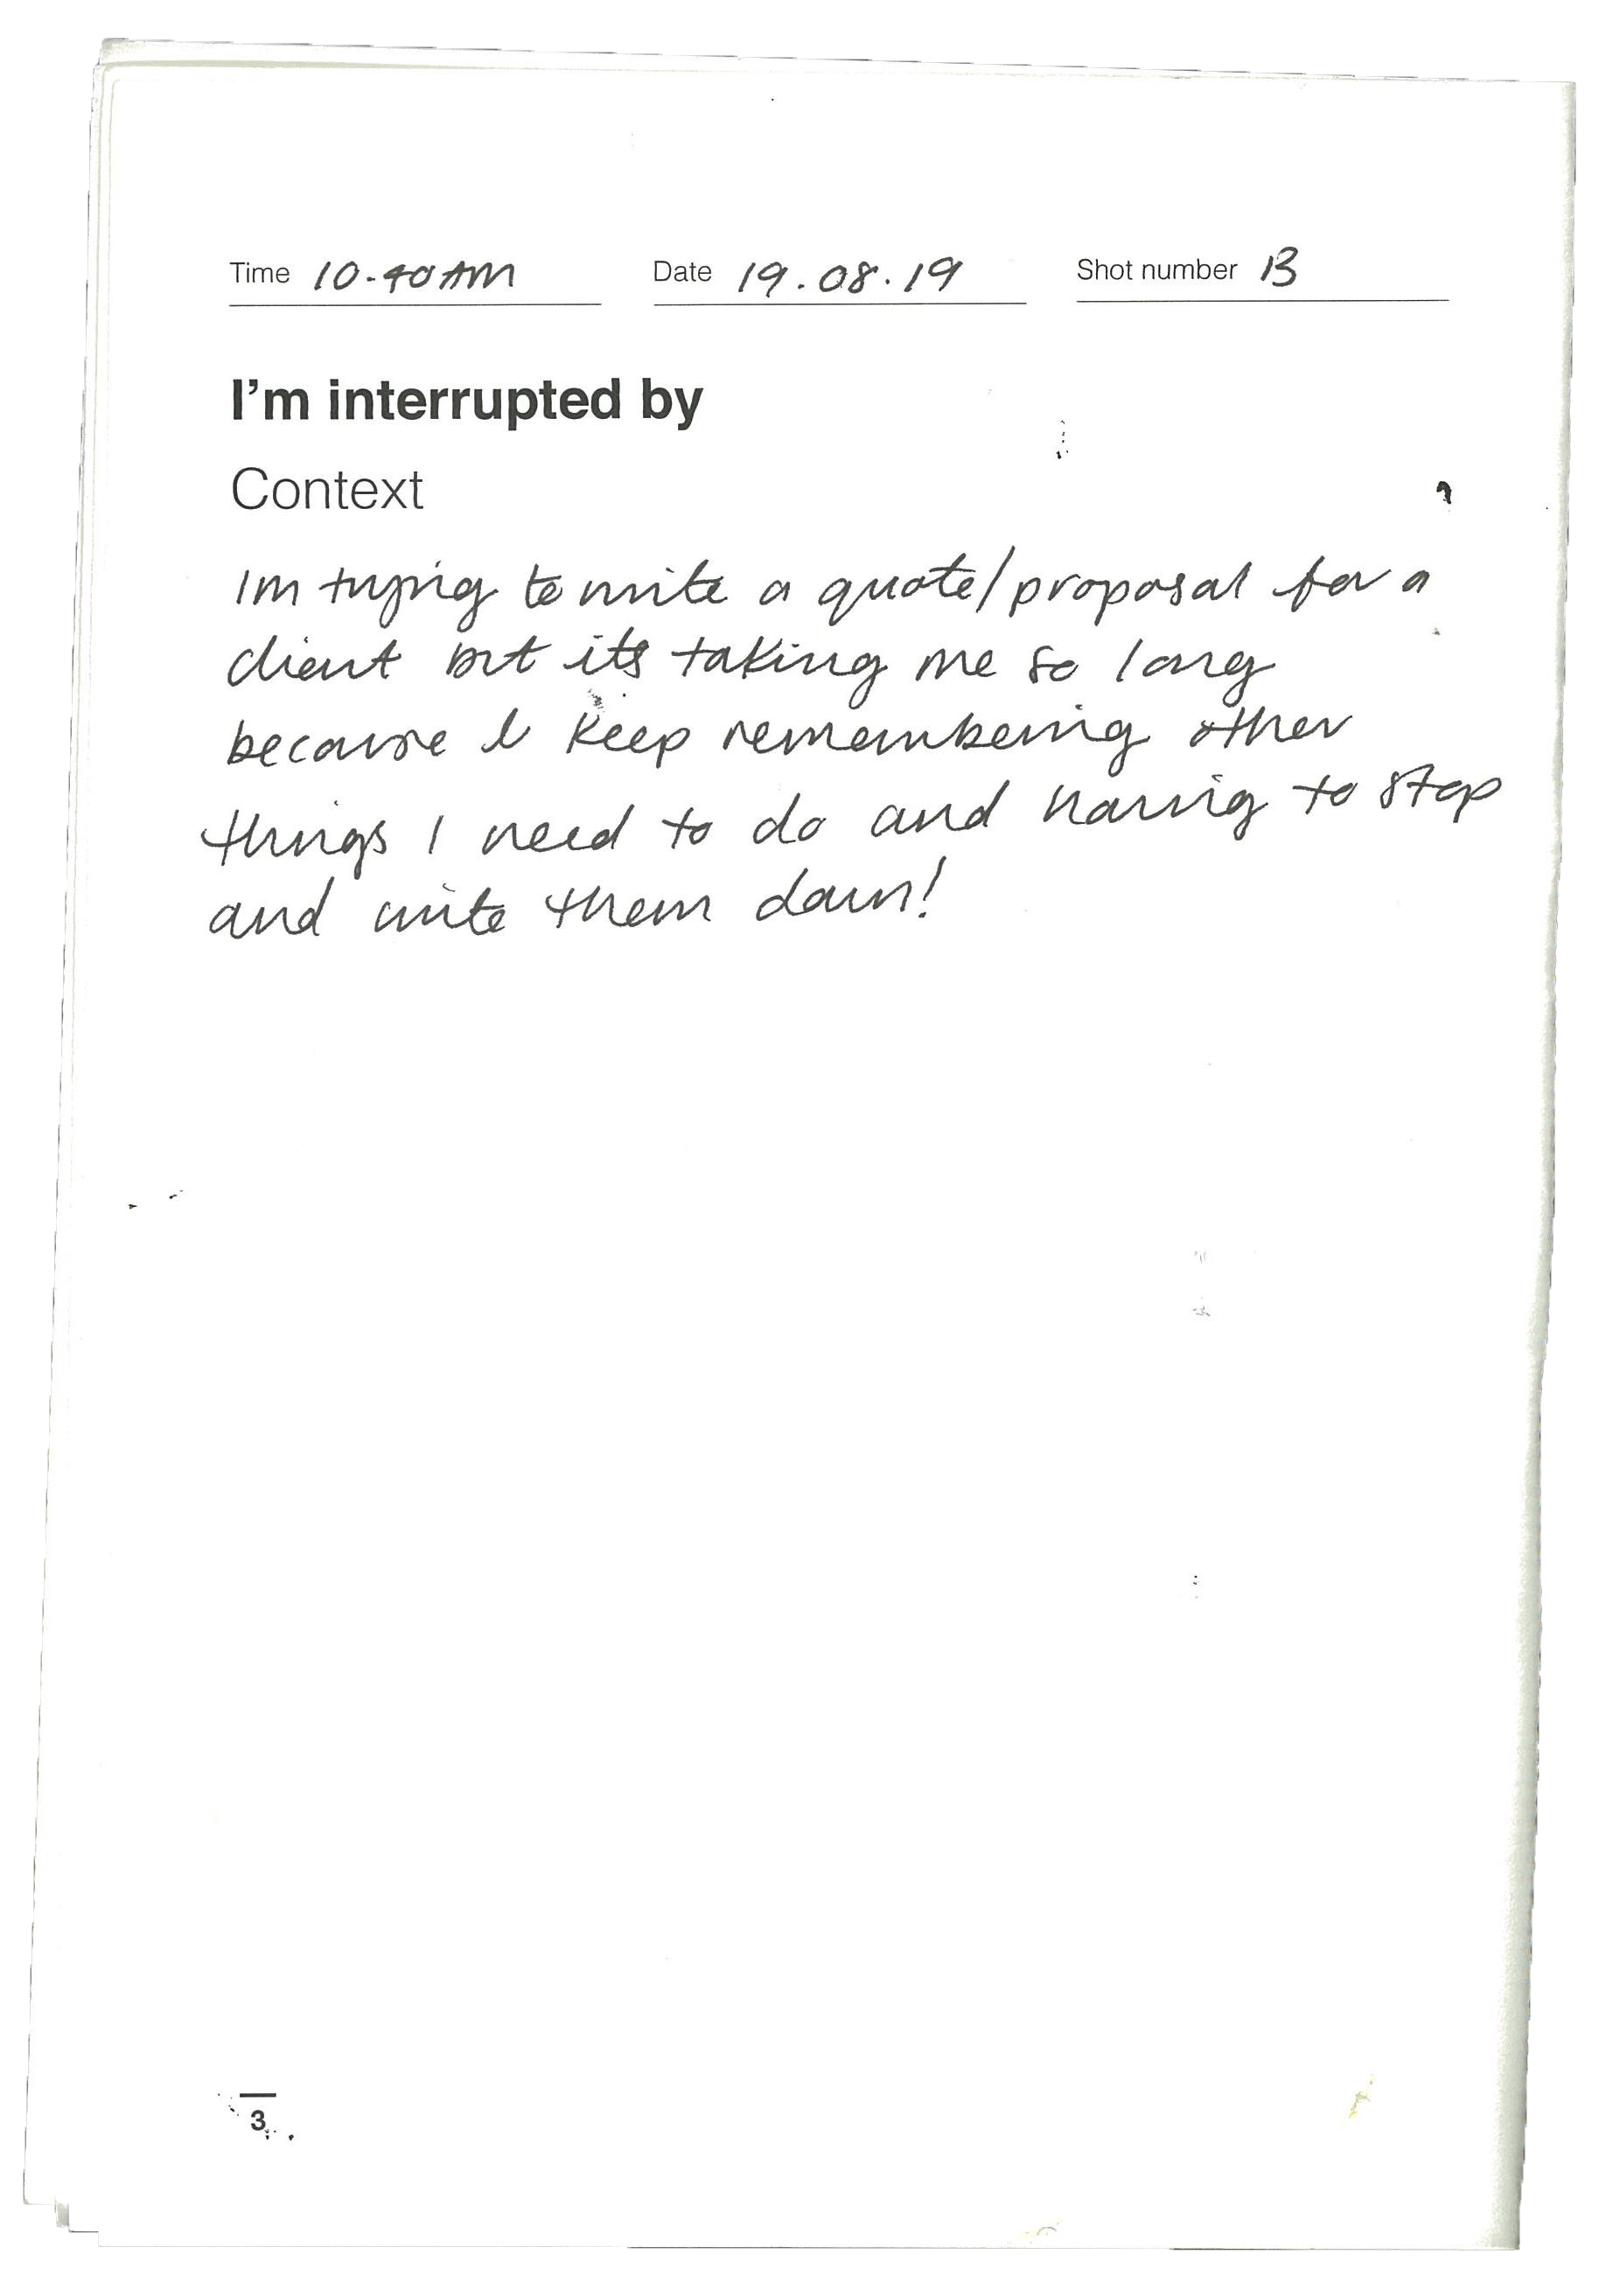 Time 10.40AM Date 19.08.19 Shot number B
I'm interrupted by
Context
Im trying to write a quote/proposal for a
client but its taking me so long
because I keep remembering other
things I need to do and having to stop
and write them down!
3